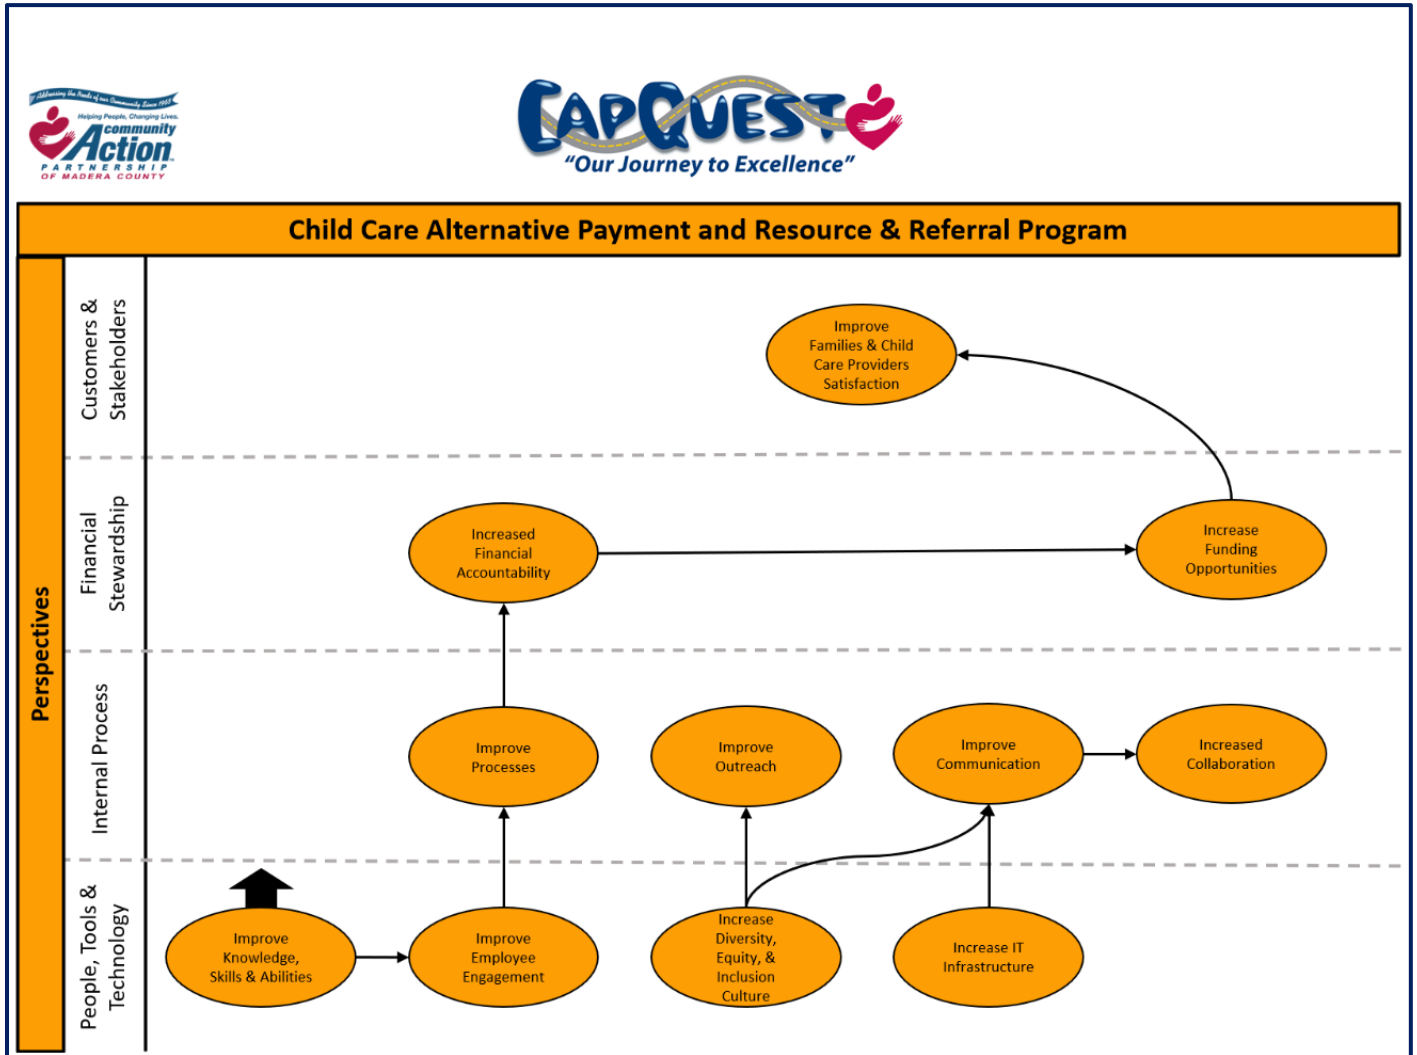 Addressing the Needs of our Community Since 1965
Helping People, Changing Lives.
community
Action
PARTNERSHIP
OF MADERA COUNTY
CAPQUEST
“Our Journey to Excellence”
Child Care Alternative Payment and Resource & Referral Program
Perspectives
Customers &
Stakeholders
Improve
Families & Child
Care Providers
Satisfaction
Financial
Stewardship
Increased
Financial
Accountability
Increase
Funding
Opportunities
Internal Process
Improve
Processes
Improve
Outreach
Improve
Communication
Increased
Collaboration
People, Tools &
Technology
Improve
Knowledge,
Skills & Abilities
Improve
Employee
Engagement
Increase
Diversity,
Equity, &
Inclusion
Culture
Increase IT
Infrastructure